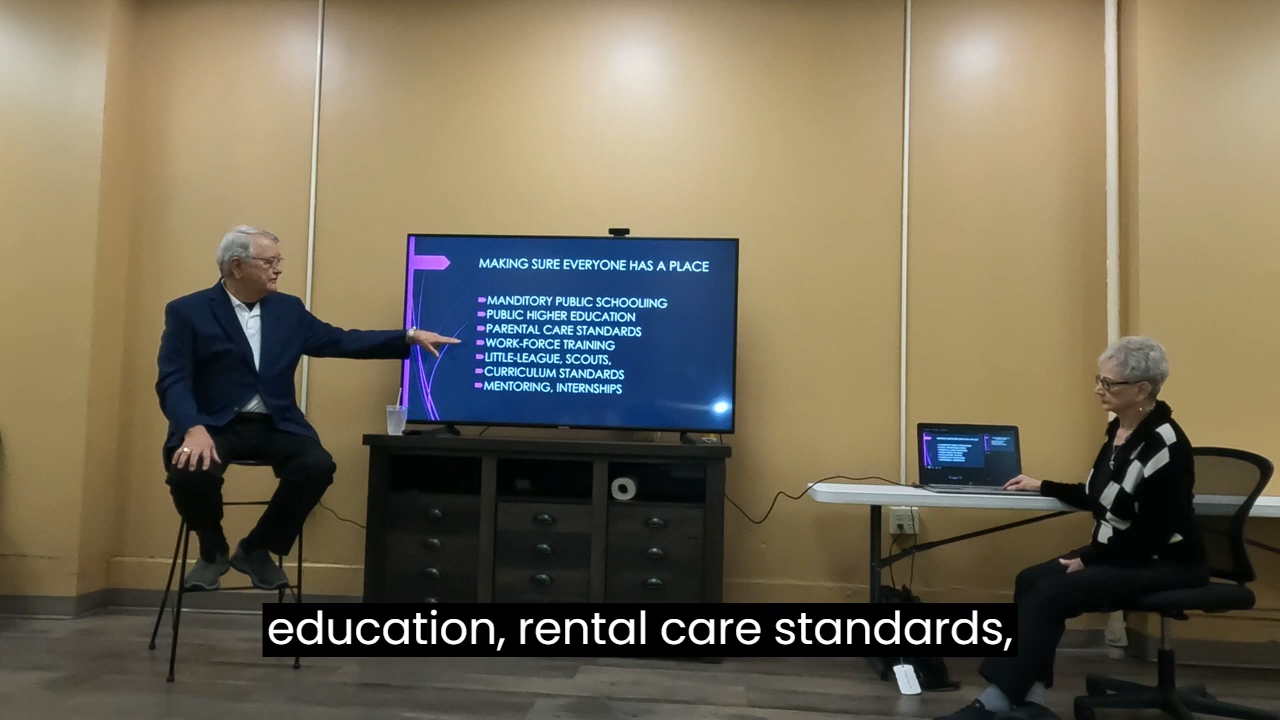 MAKING SURE EVERYONE HAS A PLACE
MANDITORY PUBLIC SCHOOLIING
PUBLIC HIGHER EDUCATION
PARENTAL CARE STANDARDS
WORK-FORCE TRAINING
LITTLE-LEAGUE, SCOUTS,
CURRICULUM STANDARDS
MENTORING, INTERNSHIPS
education, rental care standards,